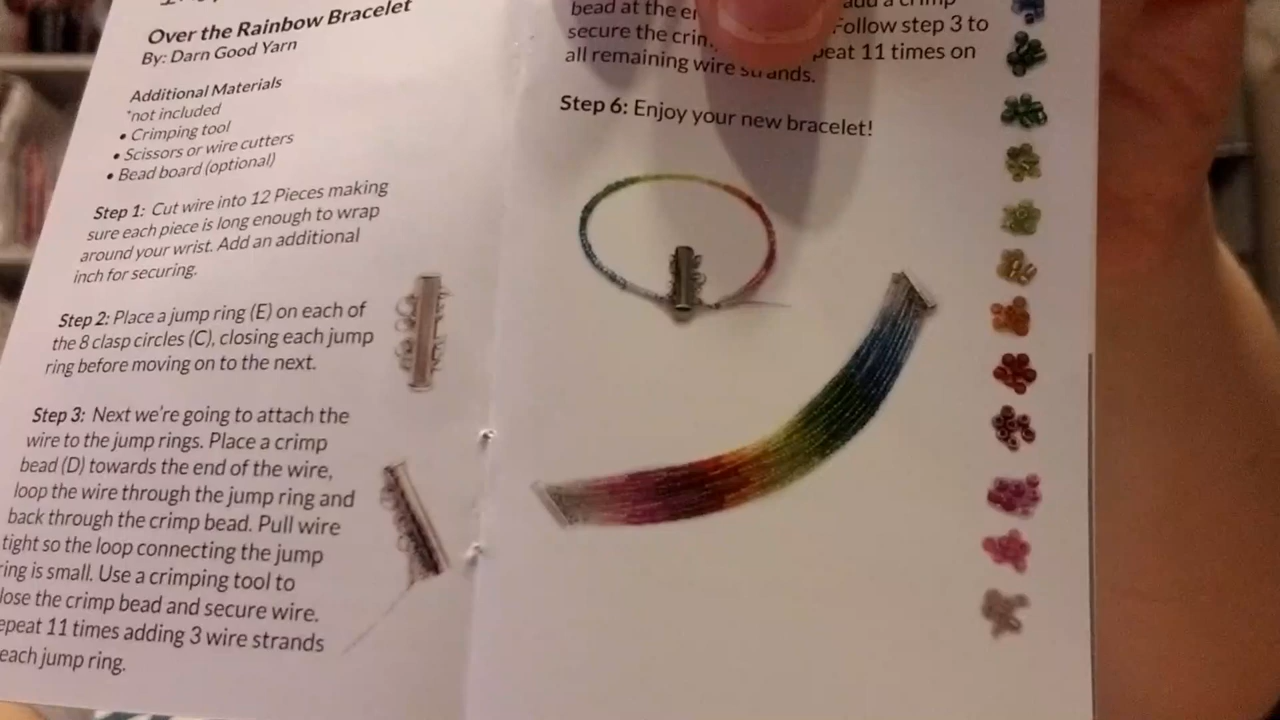 Over the Rainbow Bracelet
By: Darn Good Yarn
Additional Materials
*not included
• Crimping tool
• Scissors or wire cutters
• Bead board (optional)
Step 1: Cut wire into 12 Pieces making
sure each piece is long enough to wrap
around your wrist. Add an additional
inch for securing.
Step 2: Place a jump ring (E) on each of
the 8 clasp circles (C), closing each jump
ring before moving on to the next.
Step 3: Next we're going to attach the
wire to the jump rings. Place a crimp
bead (D) towards the end of the wire,
loop the wire through the jump ring and
back through the crimp bead. Pull wire
tight so the loop connecting the jump
ring is small. Use a crimping tool to
lose the crimp bead and secure wire.
epeat 11 times adding 3 wire strands
each jump ring.
add a crimp
bead at the
secure the Follow step 3 to
peat 11 times on
all remaining wire strands.
Step 6: Enjoy your new bracelet!